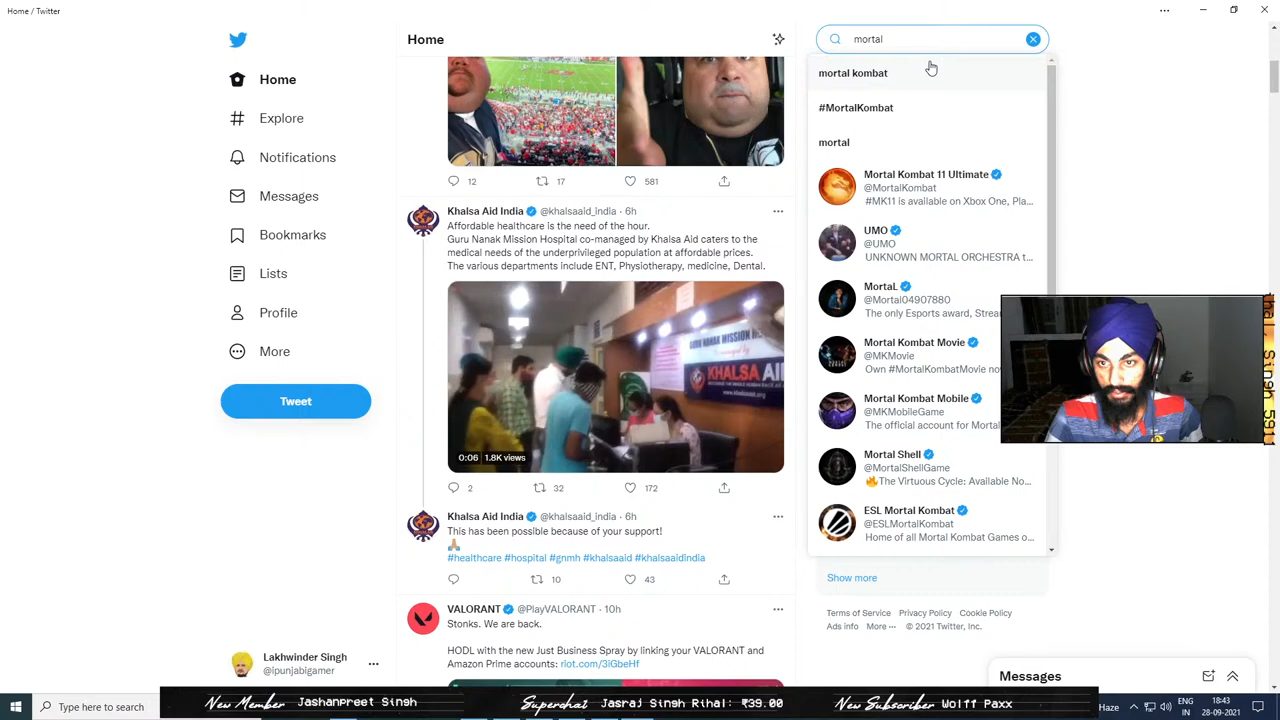 Home / Twitter
Home
Explore
Notifications
Messages
Bookmarks
Lists
Profile
More
Tweet
Lakhwinder Singh
@ipunjabigamer
Home
12 17 581
Khalsa Aid India @khalsaaid_india · 6h
Affordable healthcare is the need of the hour.
Guru Nanak Mission Hospital co-managed by Khalsa Aid caters to the
medical needs of the underprivileged population at affordable prices.
The various departments include ENT, Physiotherapy, medicine, Dental.
GURU NANAK MISSION
KHALSA AID
0:06 1.8K views
2 32 172
Khalsa Aid India @khalsaaid_india · 6h
This has been possible because of your support!
#healthcare #hospital #gnmh #khalsaaid #khalsaaidindia
10 43
VALORANT @PlayVALORANT · 10h
Stonks. We are back.
HODL with the new Just Business Spray by linking your VALORANT and
Amazon Prime accounts: riot.com/3iGbeHf
mortal
mortal kombat
#MortalKombat
mortal
Mortal Kombat 11 Ultimate
@MortalKombat
#MK11 is available on Xbox One, Pla...
UMO
@UMO
UNKNOWN MORTAL ORCHESTRA t...
MortaL
@Mortal04907880
The only Esports award, Strea
Mortal Kombat Movie
@MKMovie
Own #MortalKombatMovie no
Mortal Kombat Mobile
@MKMobileGame
The official account for Mortal
Mortal Shell
@MortalShellGame
🔥The Virtuous Cycle: Available No...
ESL Mortal Kombat
@ESLMortalKombat
Home of all Mortal Kombat Games o...
Show more
Terms of Service Privacy Policy Cookie Policy
Ads info More ··· © 2021 Twitter, Inc.
Messages
New Member Jashanpreet Singh
Superchat Jasraj Singh Rihal: ₹39.00
New Subscriber Wolff Paxx
Type here to search
Haze
ENG
IN
18:43
28-09-2021